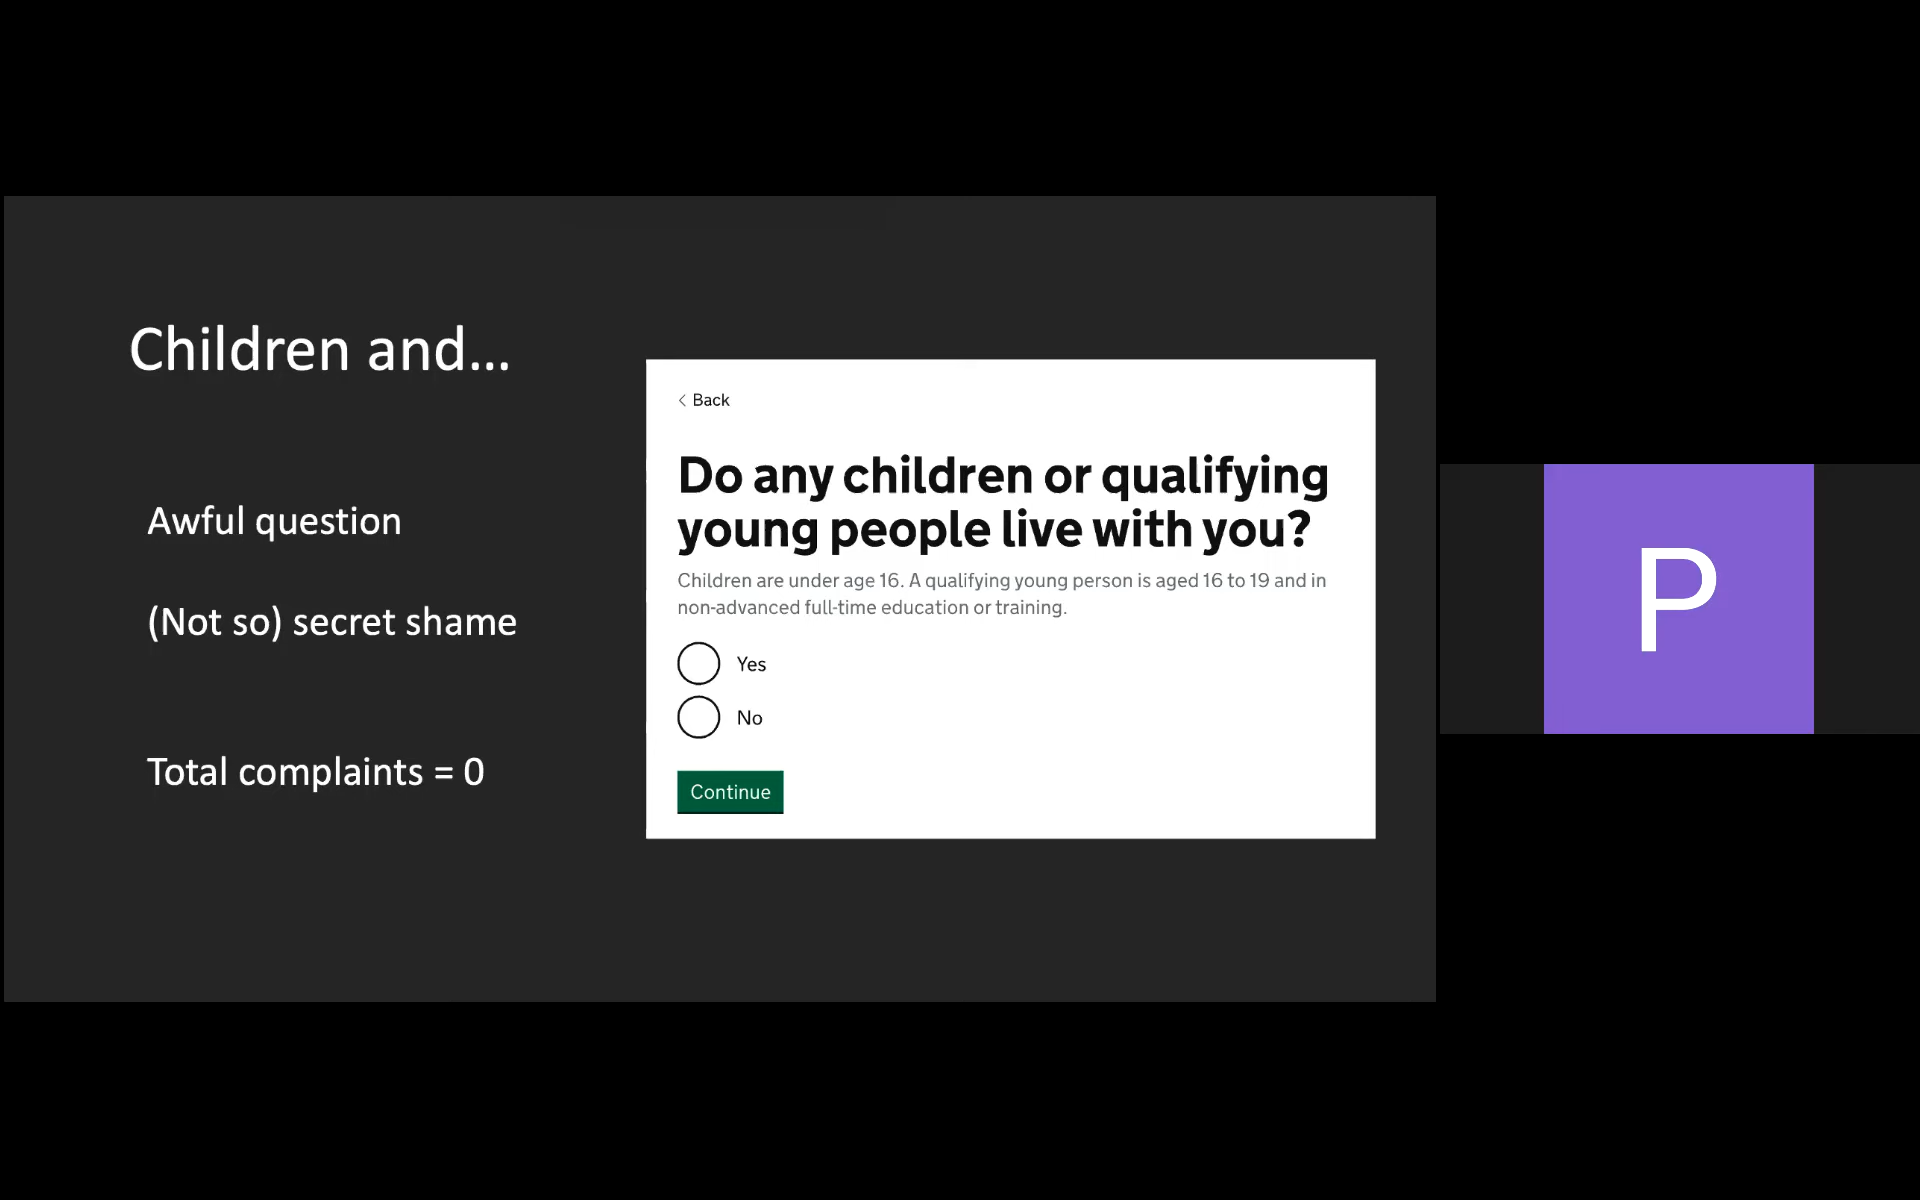 Children and...
Awful question
(Not so) secret shame
Total complaints = 0
Back
Do any children or qualifying
young people live with you?
Children are under age 16. A qualifying young person is aged 16 to 19 and in
non-advanced full-time education or training.
Yes
No
Continue
P